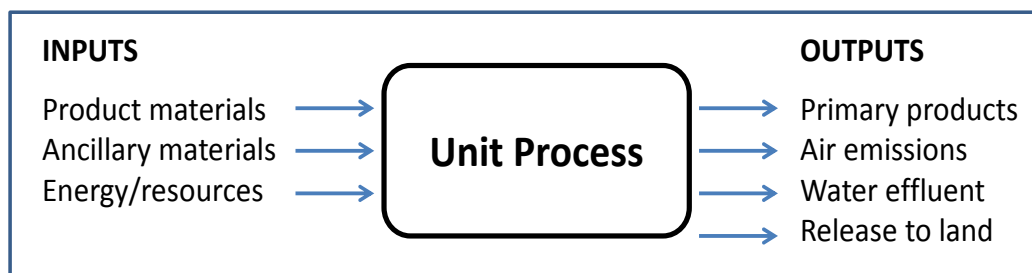 INPUTS
Product materials
Ancillary materials
Energy/resources
Unit Process
OUTPUTS
Primary products
Air emissions
Water effluent
Release to land